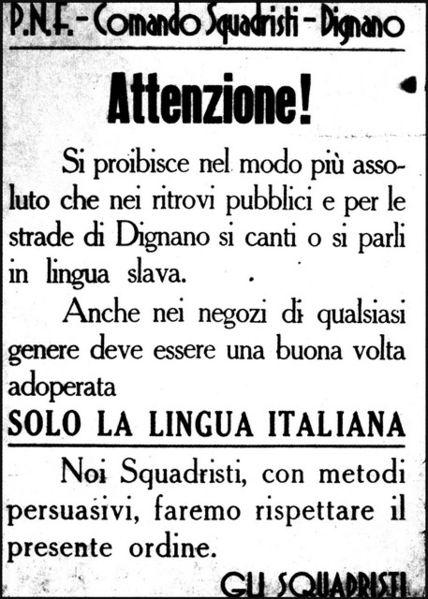 P.N.F. - Comando Squadristi - Dignano
Attenzione!
Si proibisce nel modo più asso-
luto che nei ritrovi pubblici e per le
strade di Dignano si canti o si parli
in lingua slava.
Anche nei negozi di qualsiasi
genere deve essere una buona volta
adoperata
SOLO LA LINGUA ITALIANA
Noi Squadristi, con metodi
persuasivi, faremo rispettare il
presente ordine.
GLI SQUADRISTI